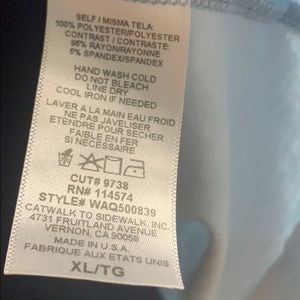 SELF / MISMA TELA:
100% POLYESTER/POLYESTER
CONTRAST / CONTRASTE:
95% RAYON/RAYONNE
5% SPANDEX/SPANDEX
HAND WASH COLD
DO NOT BLEACH
LINE DRY
COOL IRON IF NEEDED
LAVER A LA MAIN EAU FROID
NE PAS JAVELISER
ETENDRE POUR SECHER
FAIBLE EN FER
SI NECESSAIRE
CUT# 9738
RN# 114574
STYLE# WAQ500839
CATWALK TO SIDEWALK, INC.
4731 FRUITLAND AVENUE
VERNON, CA 90058
MADE IN U.S.A.
FABRIQUE AUX ETATS UNIS
XL/TG